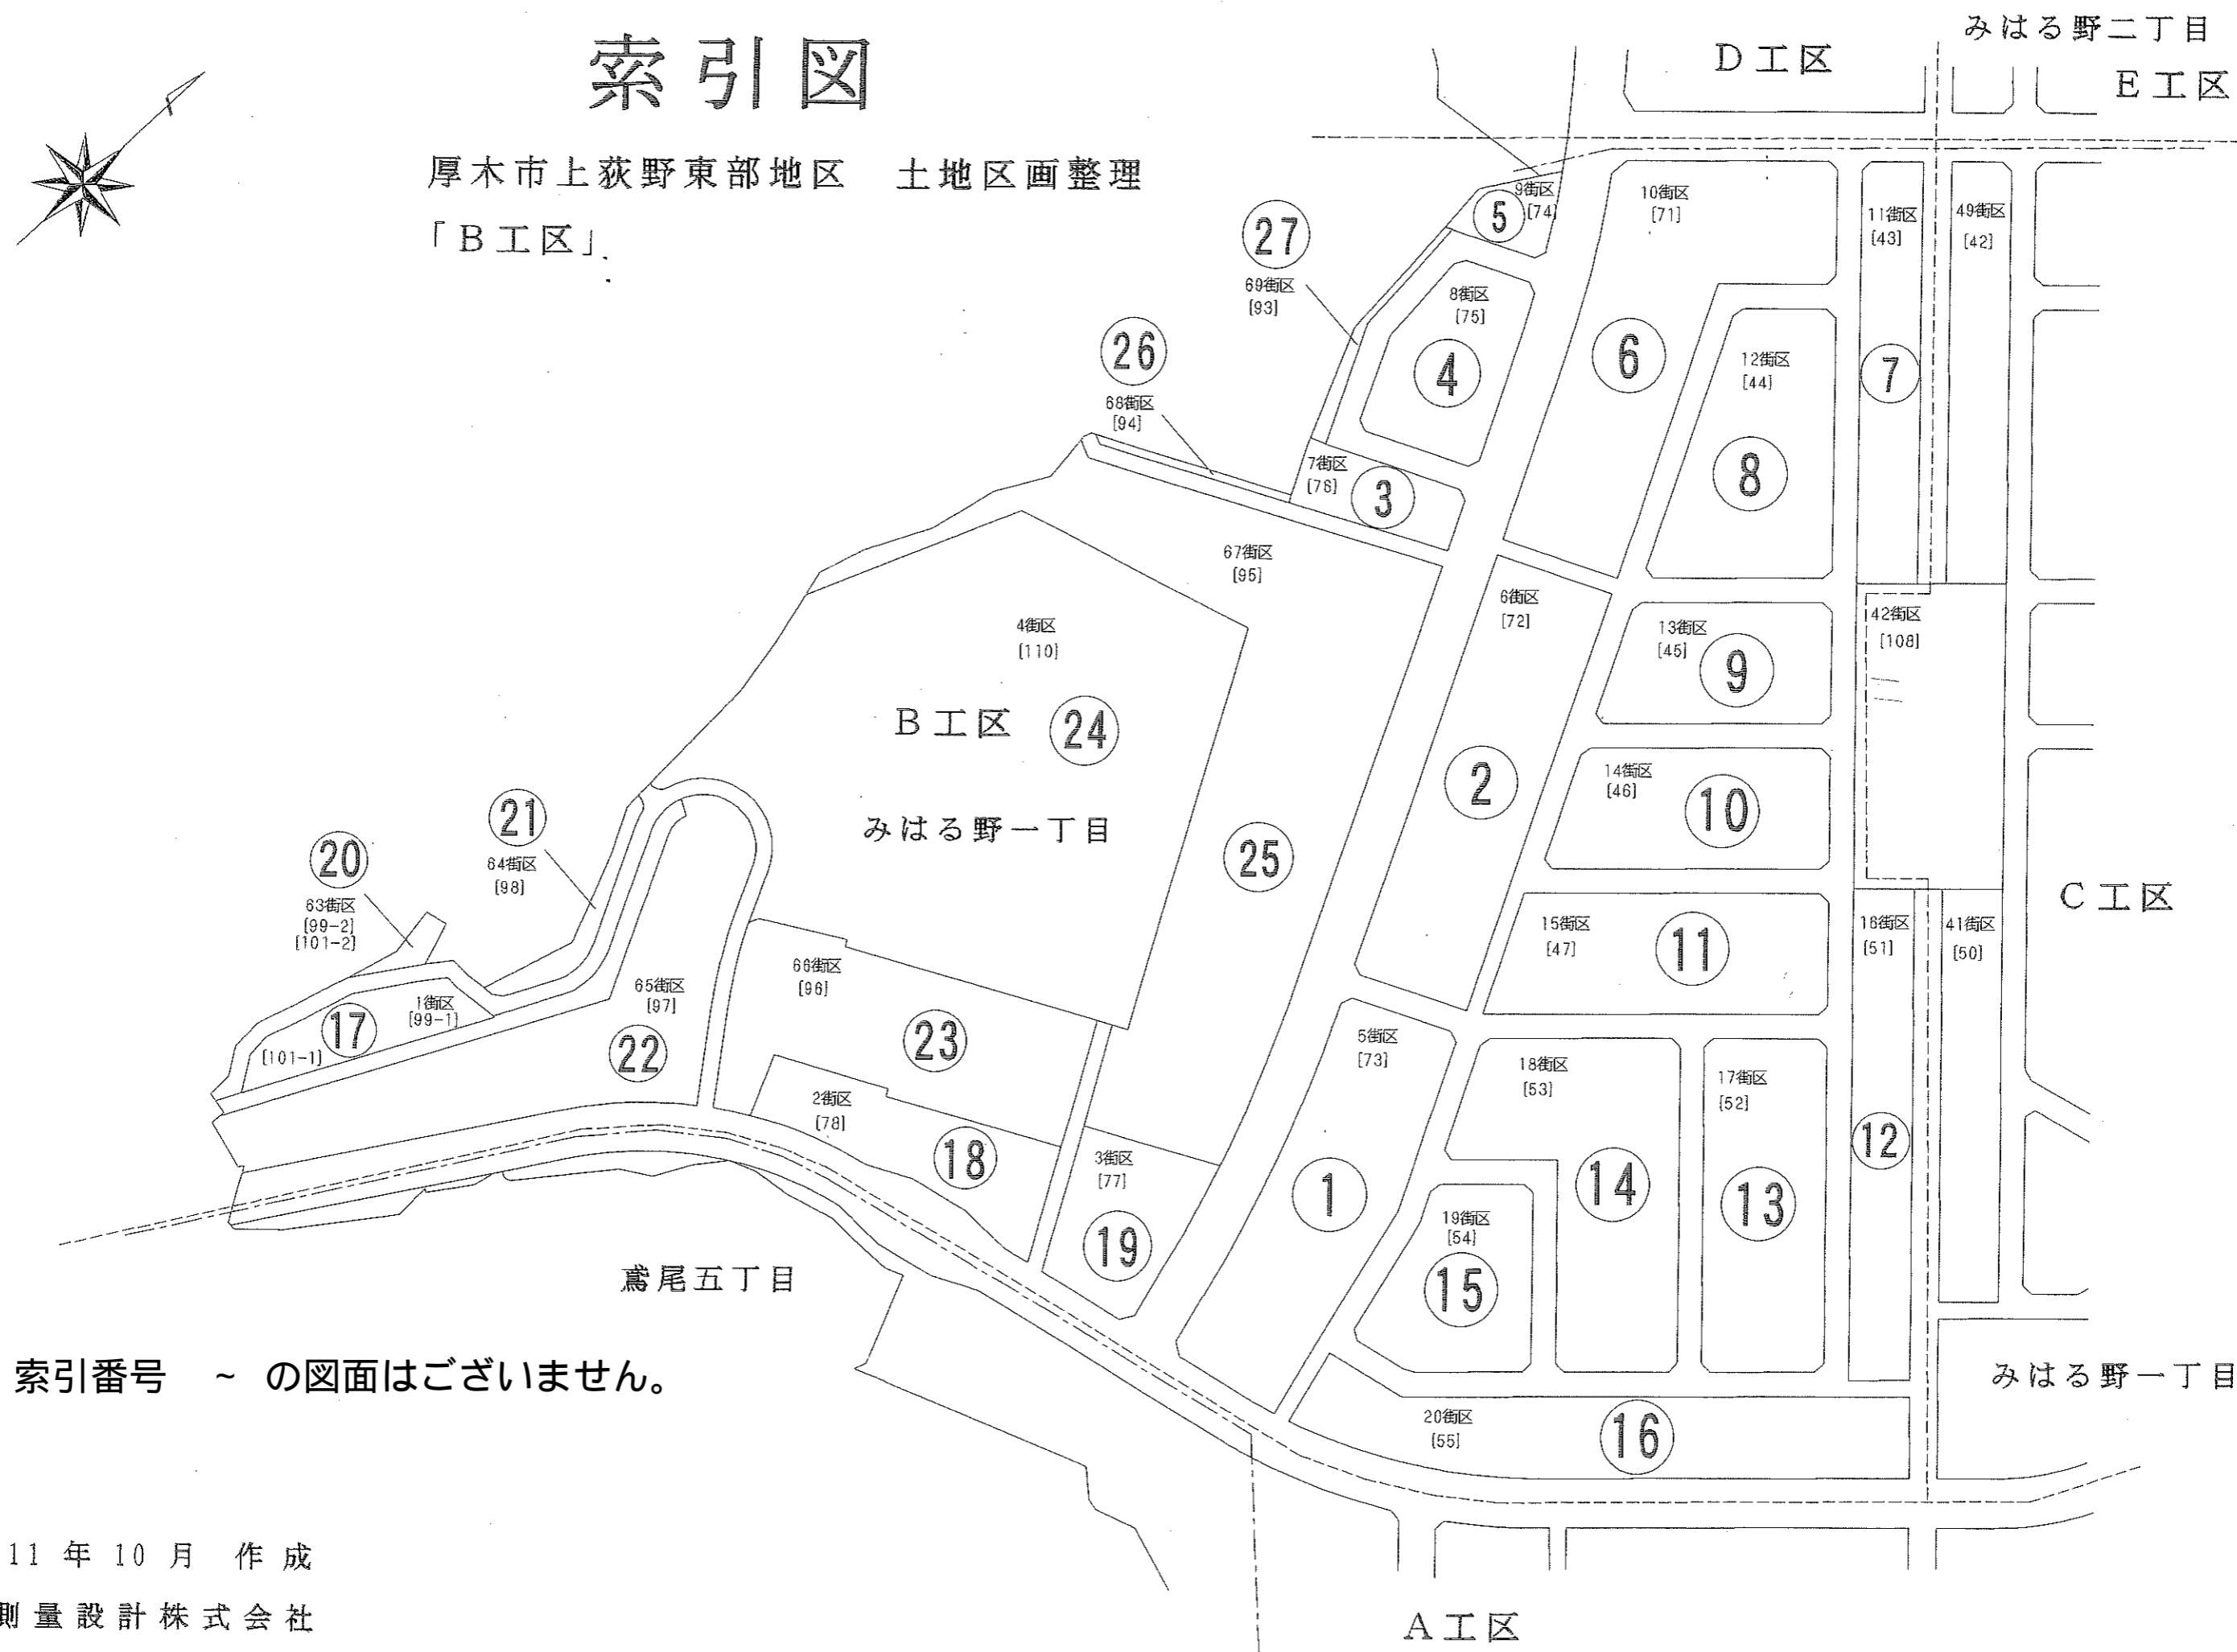 索引図
厚木市上荻野東部地区 土地区画整理
「B工区」
みはる野二丁目
D工区
E工区
5
9街区
[74]
10街区
[71]
11街区
[43]
49街区
[42]
27
69街区
[93]
8街区
[75]
4
6
12街区
[44]
7
26
68街区
[94]
7街区
[76]
3
8
67街区
[95]
6街区
[72]
4街区
[110]
13街区
[45]
9
42街区
[108]
B工区
24
2
14街区
[46]
10
みはる野一丁目
25
21
64街区
[98]
20
63街区
[99-2]
[101-2]
15街区
[47]
11
16街区
[51]
41街区
[50]
C工区
66街区
[96]
65街区
[97]
1街区
[99-1]
17
[101-1]
22
23
5街区
[73]
18街区
[53]
17街区
[52]
2街区
[78]
18
3街区
[77]
19
1
14
13
12
19街区
[54]
15
鳶尾五丁目
索引番号 ~ の図面はございません。
みはる野一丁目
20街区
[55]
16
11年10月 作成
測量設計株式会社
A工区